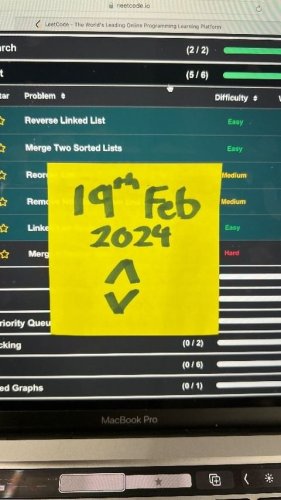 neetcode.io
LeetCode - The World's Leading Online Programming Learning Platform
arch (2 / 2)
t (5 / 6)
tar Problem Difficulty
Reverse Linked List Easy
Merge Two Sorted Lists Easy
Reor Medium
Remo Medium
Linke Easy
Merg Hard
19th Feb
2024
riority Queu
cking (0 / 2)
(0 / 6)
ed Graphs (0 / 1)
MacBook Pro